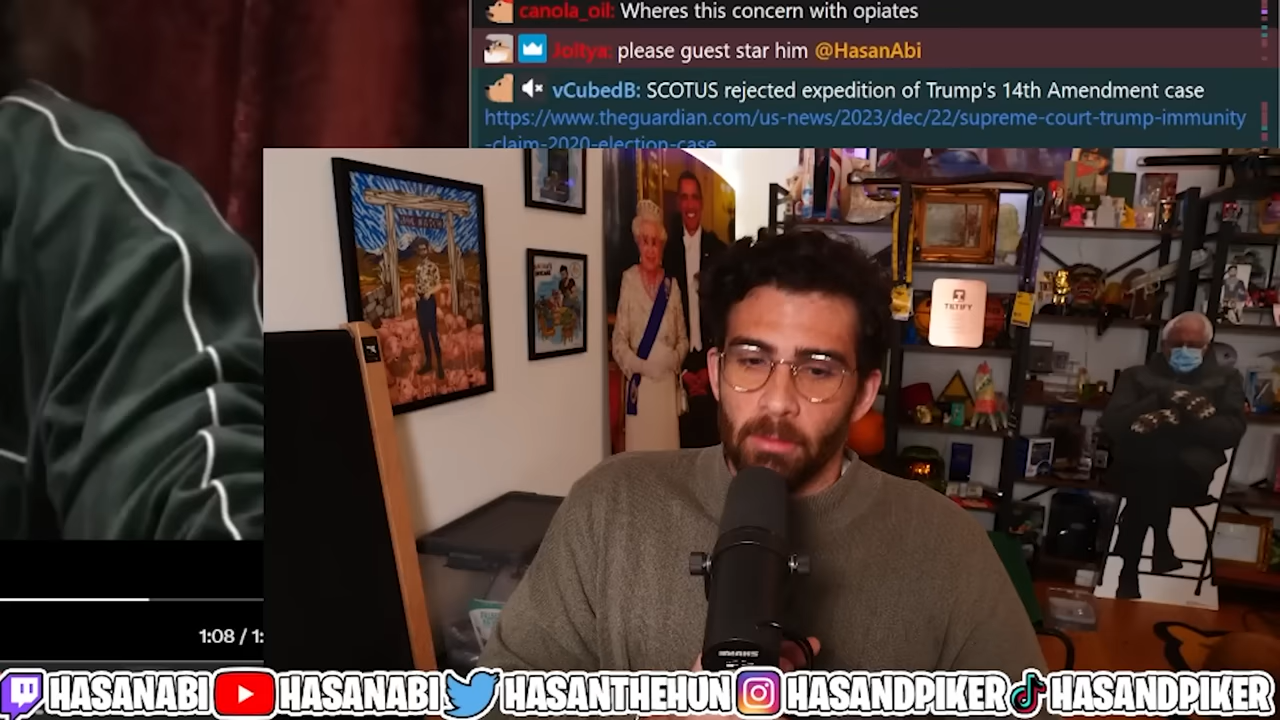 canola_oil: Wheres this concern with opiates
Joltya: please guest star him @HasanAbi
vCubedB: SCOTUS rejected expedition of Trump's 14th Amendment case
https://www.theguardian.com/us-news/2023/dec/22/supreme-court-trump-immunity
-claim-2020-election-case
TILTIFY
1:08 / 1:
HASANABI HASANABI HASANTHEHUN HASANDPIKER HASANDPIKER